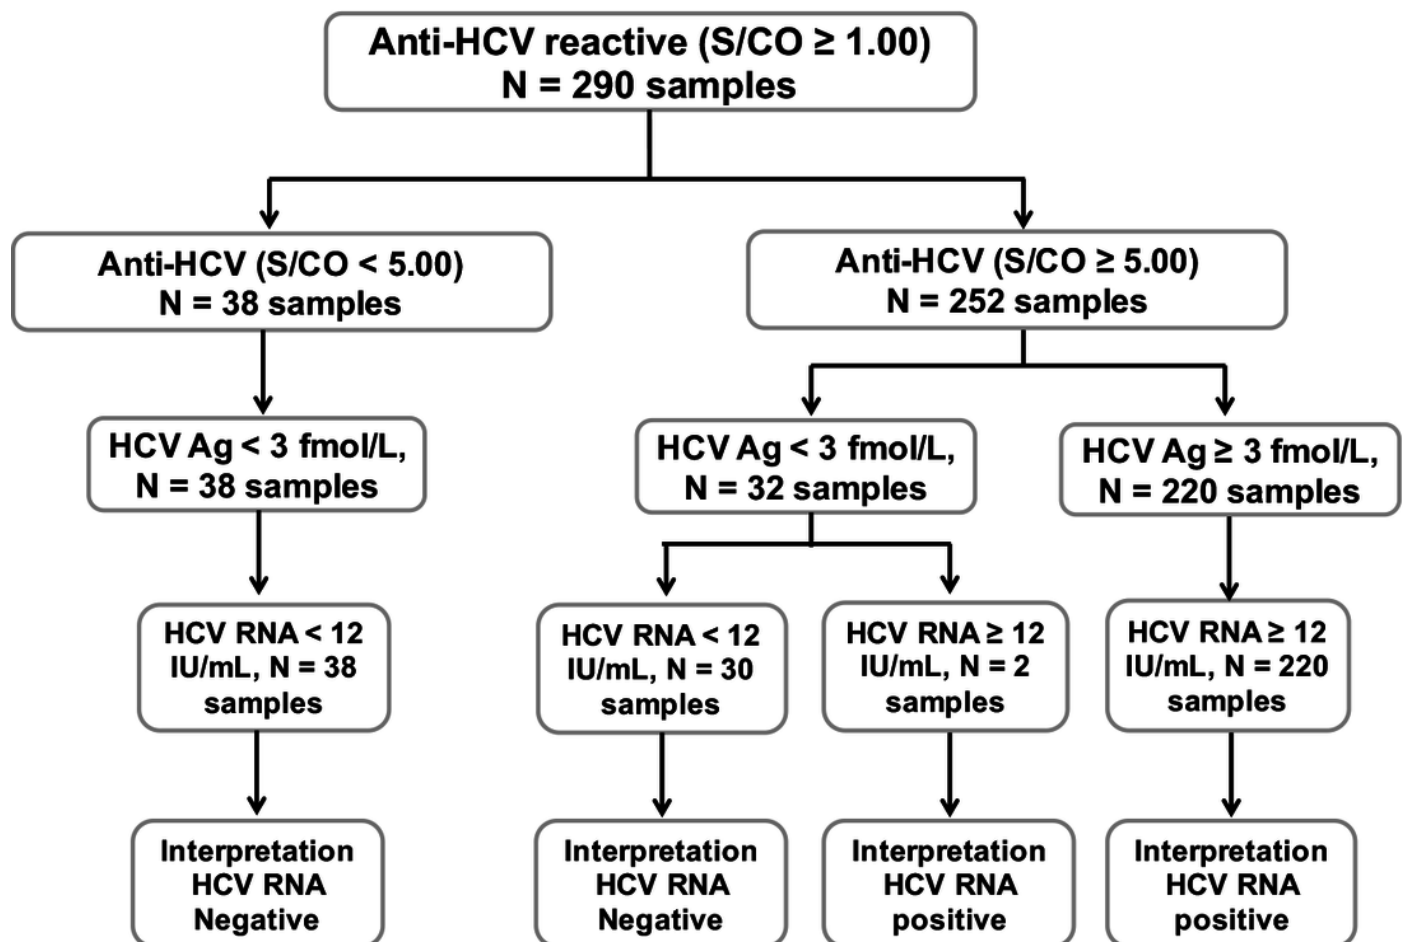 Anti-HCV reactive (S/CO ≥ 1.00)
N = 290 samples
Anti-HCV (S/CO < 5.00)
N = 38 samples
Anti-HCV (S/CO ≥ 5.00)
N = 252 samples
HCV Ag < 3 fmol/L,
N = 38 samples
HCV Ag < 3 fmol/L,
N = 32 samples
HCV Ag ≥ 3 fmol/L,
N = 220 samples
HCV RNA < 12
IU/mL, N = 38
samples
HCV RNA < 12
IU/mL, N = 30
samples
HCV RNA ≥ 12
IU/mL, N = 2
samples
HCV RNA ≥ 12
IU/mL, N = 220
samples
Interpretation
HCV RNA
Negative
Interpretation
HCV RNA
Negative
Interpretation
HCV RNA
positive
Interpretation
HCV RNA
positive